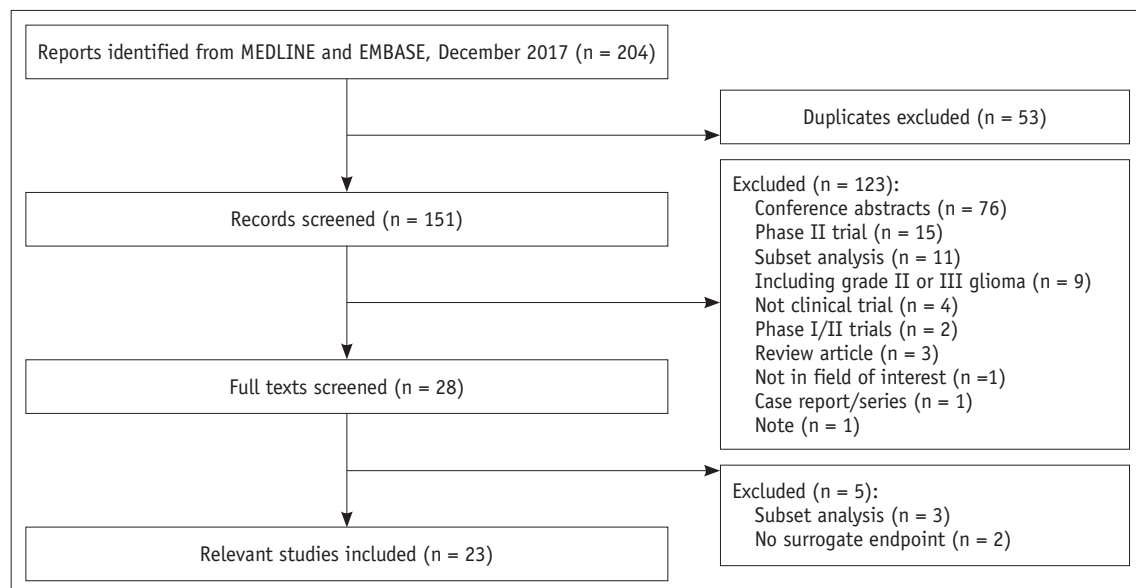 Reports identified from MEDLINE and EMBASE, December 2017 (n = 204)
Duplicates excluded (n = 53)
Records screened (n = 151)
Excluded (n = 123):
Conference abstracts (n = 76)
Phase II trial (n = 15)
Subset analysis (n = 11)
Including grade II or III glioma (n = 9)
Not clinical trial (n = 4)
Phase I/II trials (n = 2)
Review article (n = 3)
Not in field of interest (n =1)
Case report/series (n = 1)
Note (n = 1)
Full texts screened (n = 28)
Excluded (n = 5):
Subset analysis (n = 3)
No surrogate endpoint (n = 2)
Relevant studies included (n = 23)